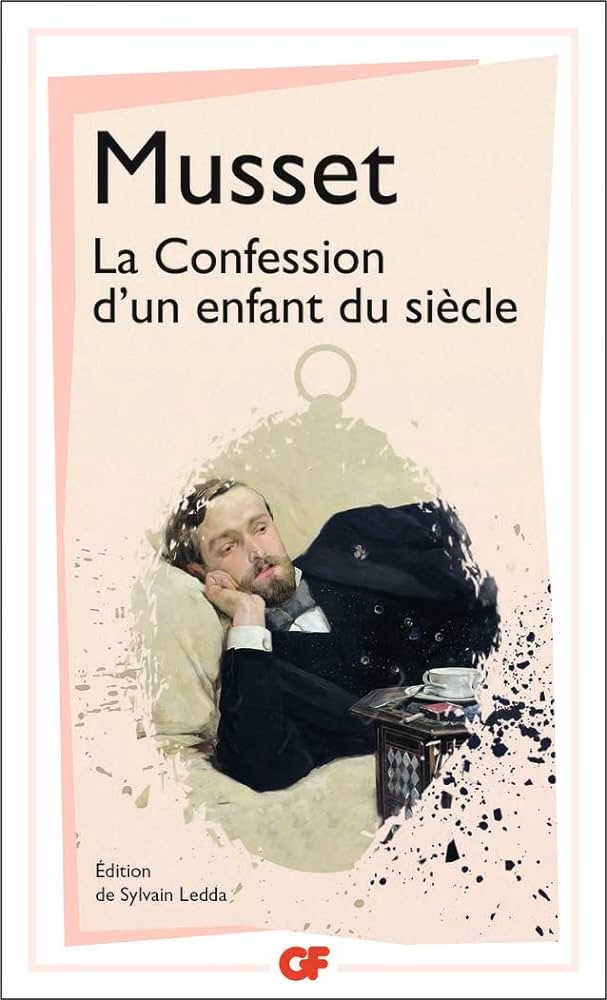 Musset
La Confession
d’un enfant du siècle
Édition
de Sylvain Ledda
GF